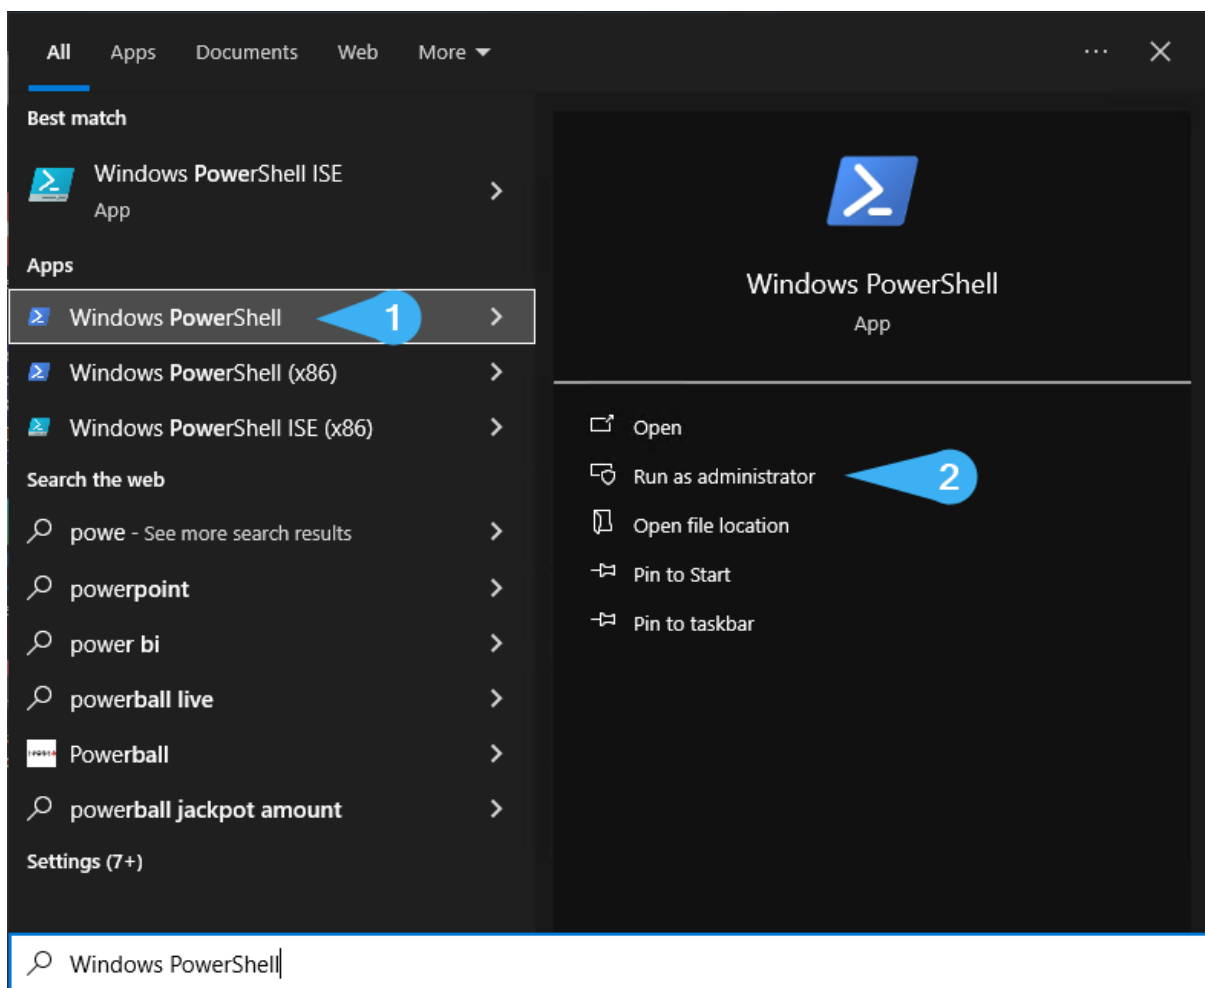 All Apps Documents Web More
Best match
Windows PowerShell ISE
App
Apps
Windows PowerShell 1
Windows PowerShell (x86)
Windows PowerShell ISE (x86)
Search the web
powe - See more search results
powerpoint
power bi
powerball live
Powerball
powerball jackpot amount
Settings (7+)
Windows PowerShell
App
Open
Run as administrator 2
Open file location
Pin to Start
Pin to taskbar
Windows PowerShell